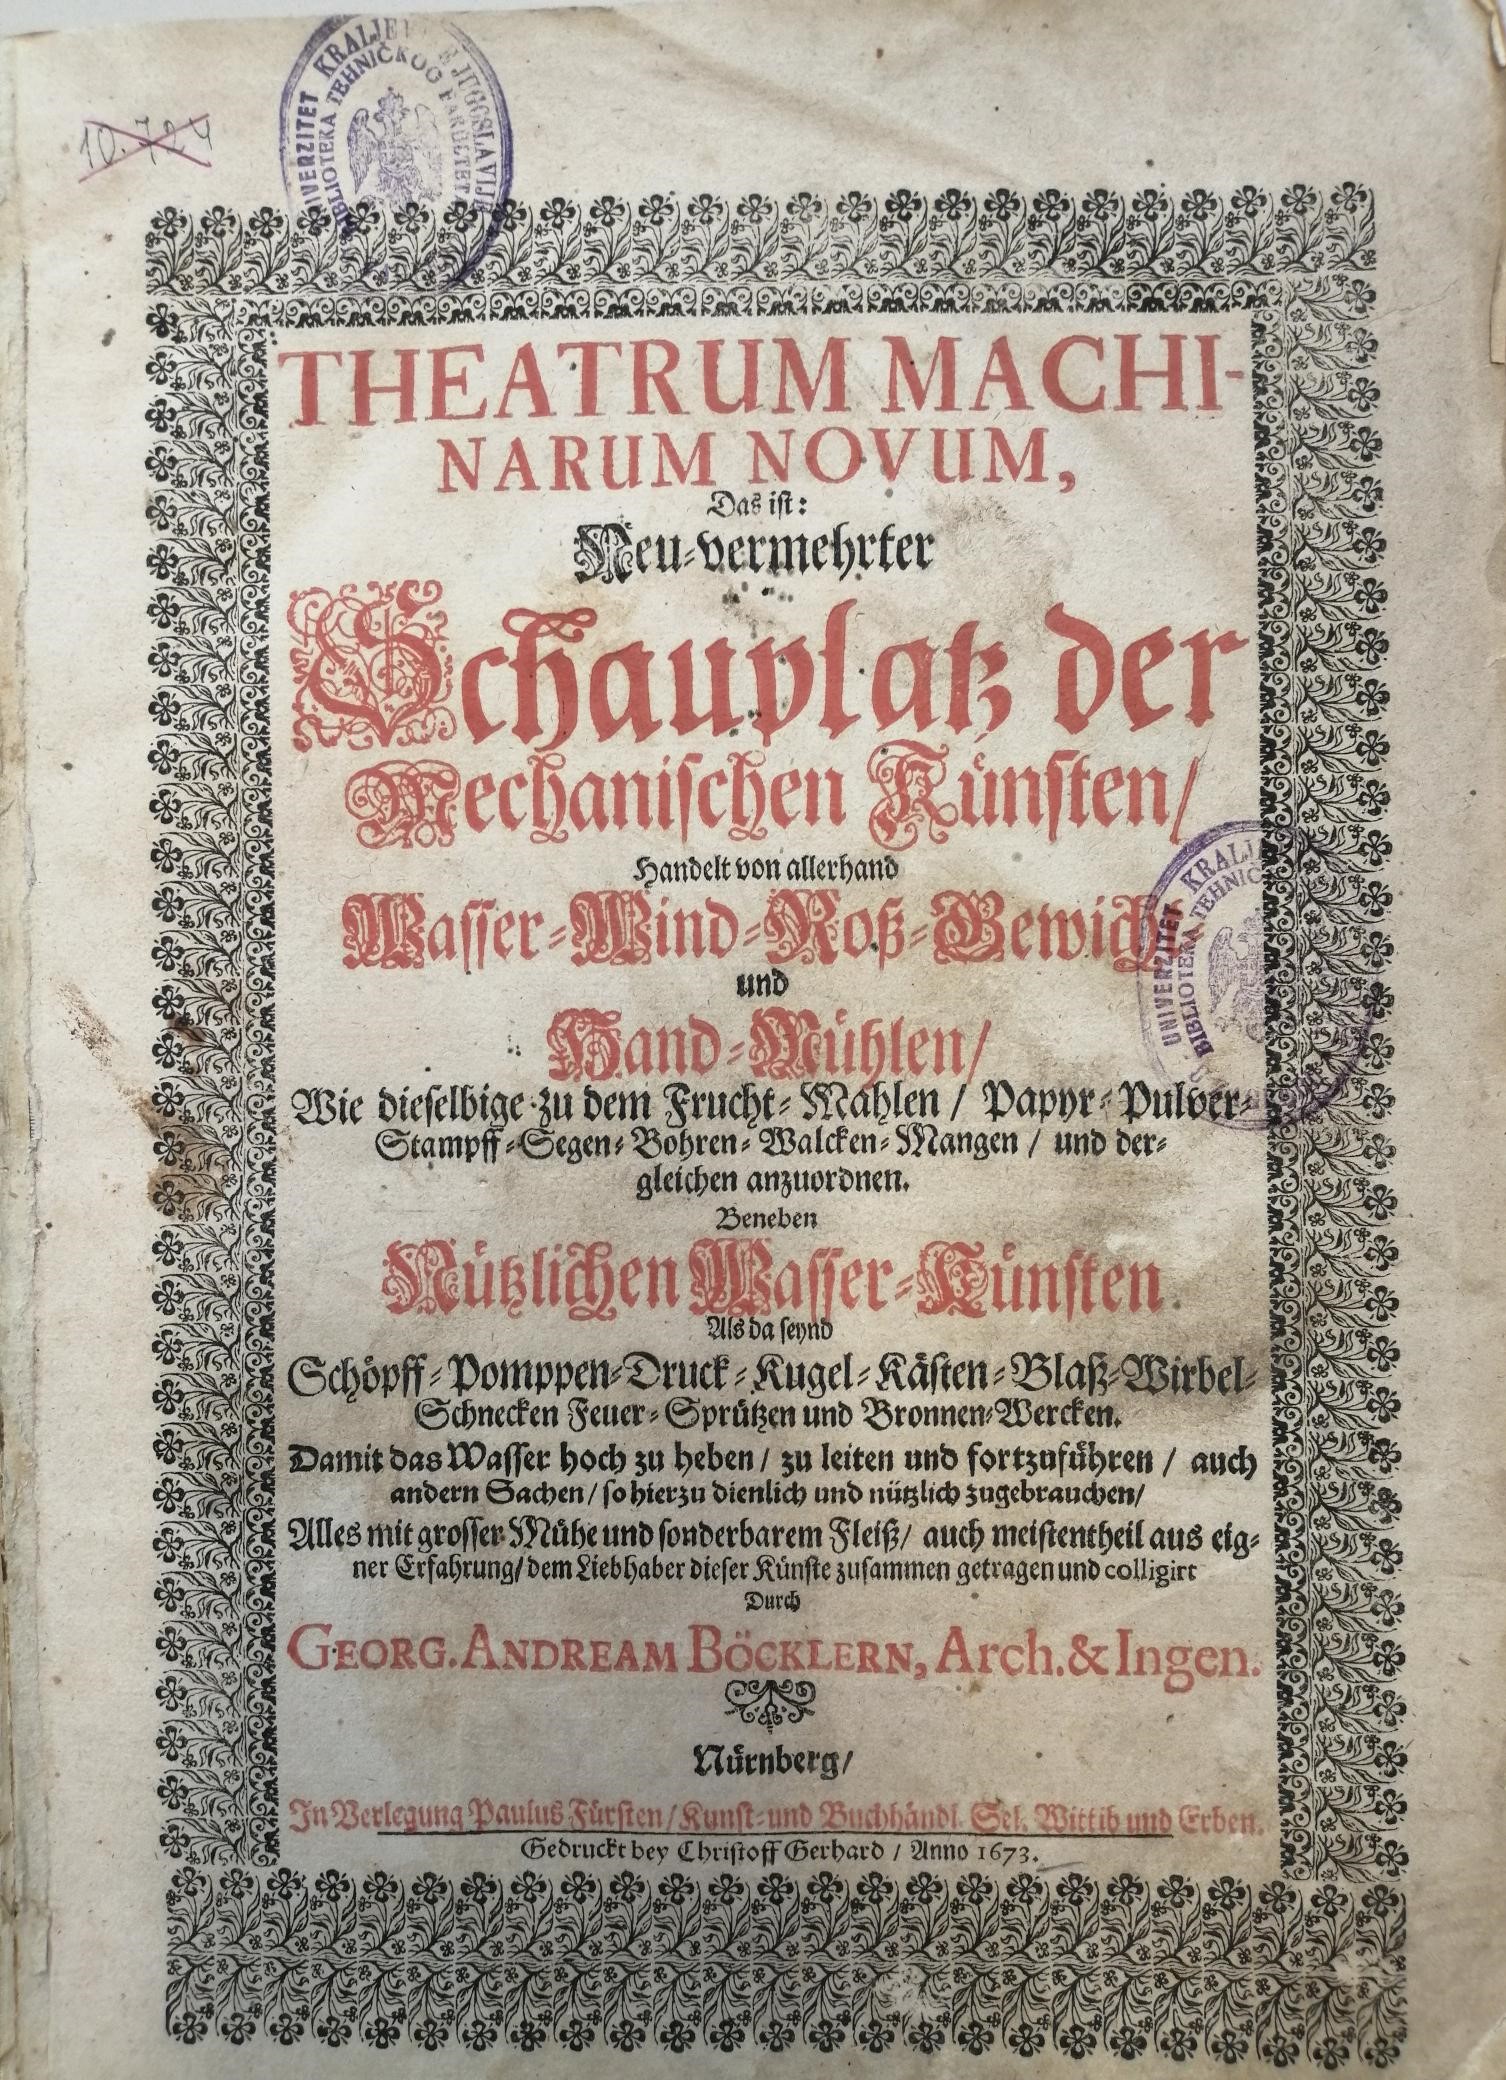 10.724
UNIVERZITET KRALJEVINE JUGOSLAVIJE
BIBLIOTEKA TEHNIČKOG FAKULTETA
THEATRUM MACHI-
NARUM NOVUM,
Das ist:
Neu-vermehrter
Schauplatz der
Mechanischen Künsten/
Handelt von allerhand
Wasser-Wind-Roß-Gewicht
und
Hand-Mühlen/
Wie dieselbige zu dem Frucht-Mahlen / Papyr-Pulver-
Stampff-Segen-Bohren-Walcken-Mangen / und der-
gleichen anzuordnen.
Beneben
Nützlichen Wasser-Künsten
Als da seynd
Schöpff-Pomppen-Druck-Kugel-Kästen-Blaß-Wirbel-
Schnecken Feuer-Sprützen und Bronnen-Wercken.
Damit das Wasser hoch zu heben / zu leiten und fortzuführen / auch
andern Sachen / so hierzu dienlich und nützlich zugebrauchen/
Alles mit grosser Mühe und sonderbarem Fleiß/ auch meistentheil aus eig-
ner Erfahrung/ dem Liebhaber dieser Künste zusammen getragen und colligirt
Durch
GEORG. ANDREAM BÖCKLERN, Arch. & Ingen.
Nürnberg/
In Verlegung Paulus Fürsten/ Kunst-und Buchhändl. Sel. Wittib und Erben.
Gedruckt bey Christoff Gerhard / Anno 1673.
UNIVERZITET KRALJ
BIBLIOTEKA TEHNIČ